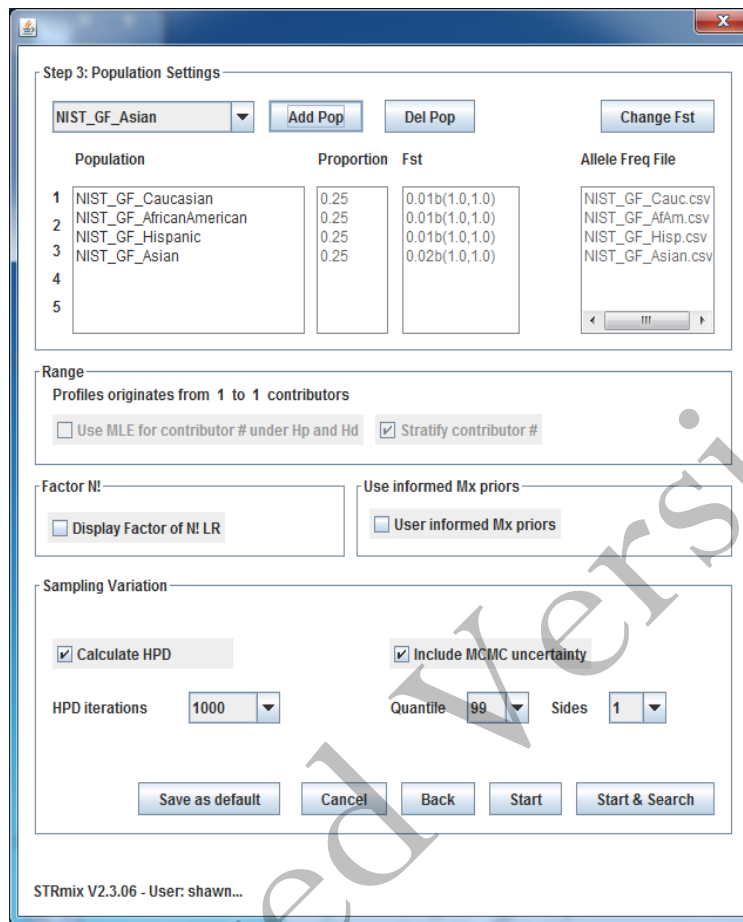 Step 3: Population Settings
NIST_GF_Asian Add Pop Del Pop Change Fst
Population Proportion Fst Allele Freq File
1 NIST_GF_Caucasian 0.25 0.01b(1.0,1.0) NIST_GF_Cauc.csv
2 NIST_GF_AfricanAmerican 0.25 0.01b(1.0,1.0) NIST_GF_AfAm.csv
3 NIST_GF_Hispanic 0.25 0.01b(1.0,1.0) NIST_GF_Hisp.csv
4 NIST_GF_Asian 0.25 0.02b(1.0,1.0) NIST_GF_Asian.csv
5
Range
Profiles originates from 1 to 1 contributors
Use MLE for contributor # under Hp and Hd Stratify contributor #
Factor N! Use informed Mx priors
Display Factor of N! LR User informed Mx priors
Sampling Variation
Calculate HPD Include MCMC uncertainty
HPD iterations 1000 Quantile 99 Sides 1
Save as default Cancel Back Start Start & Search
STRmix V2.3.06 - User: shawn...